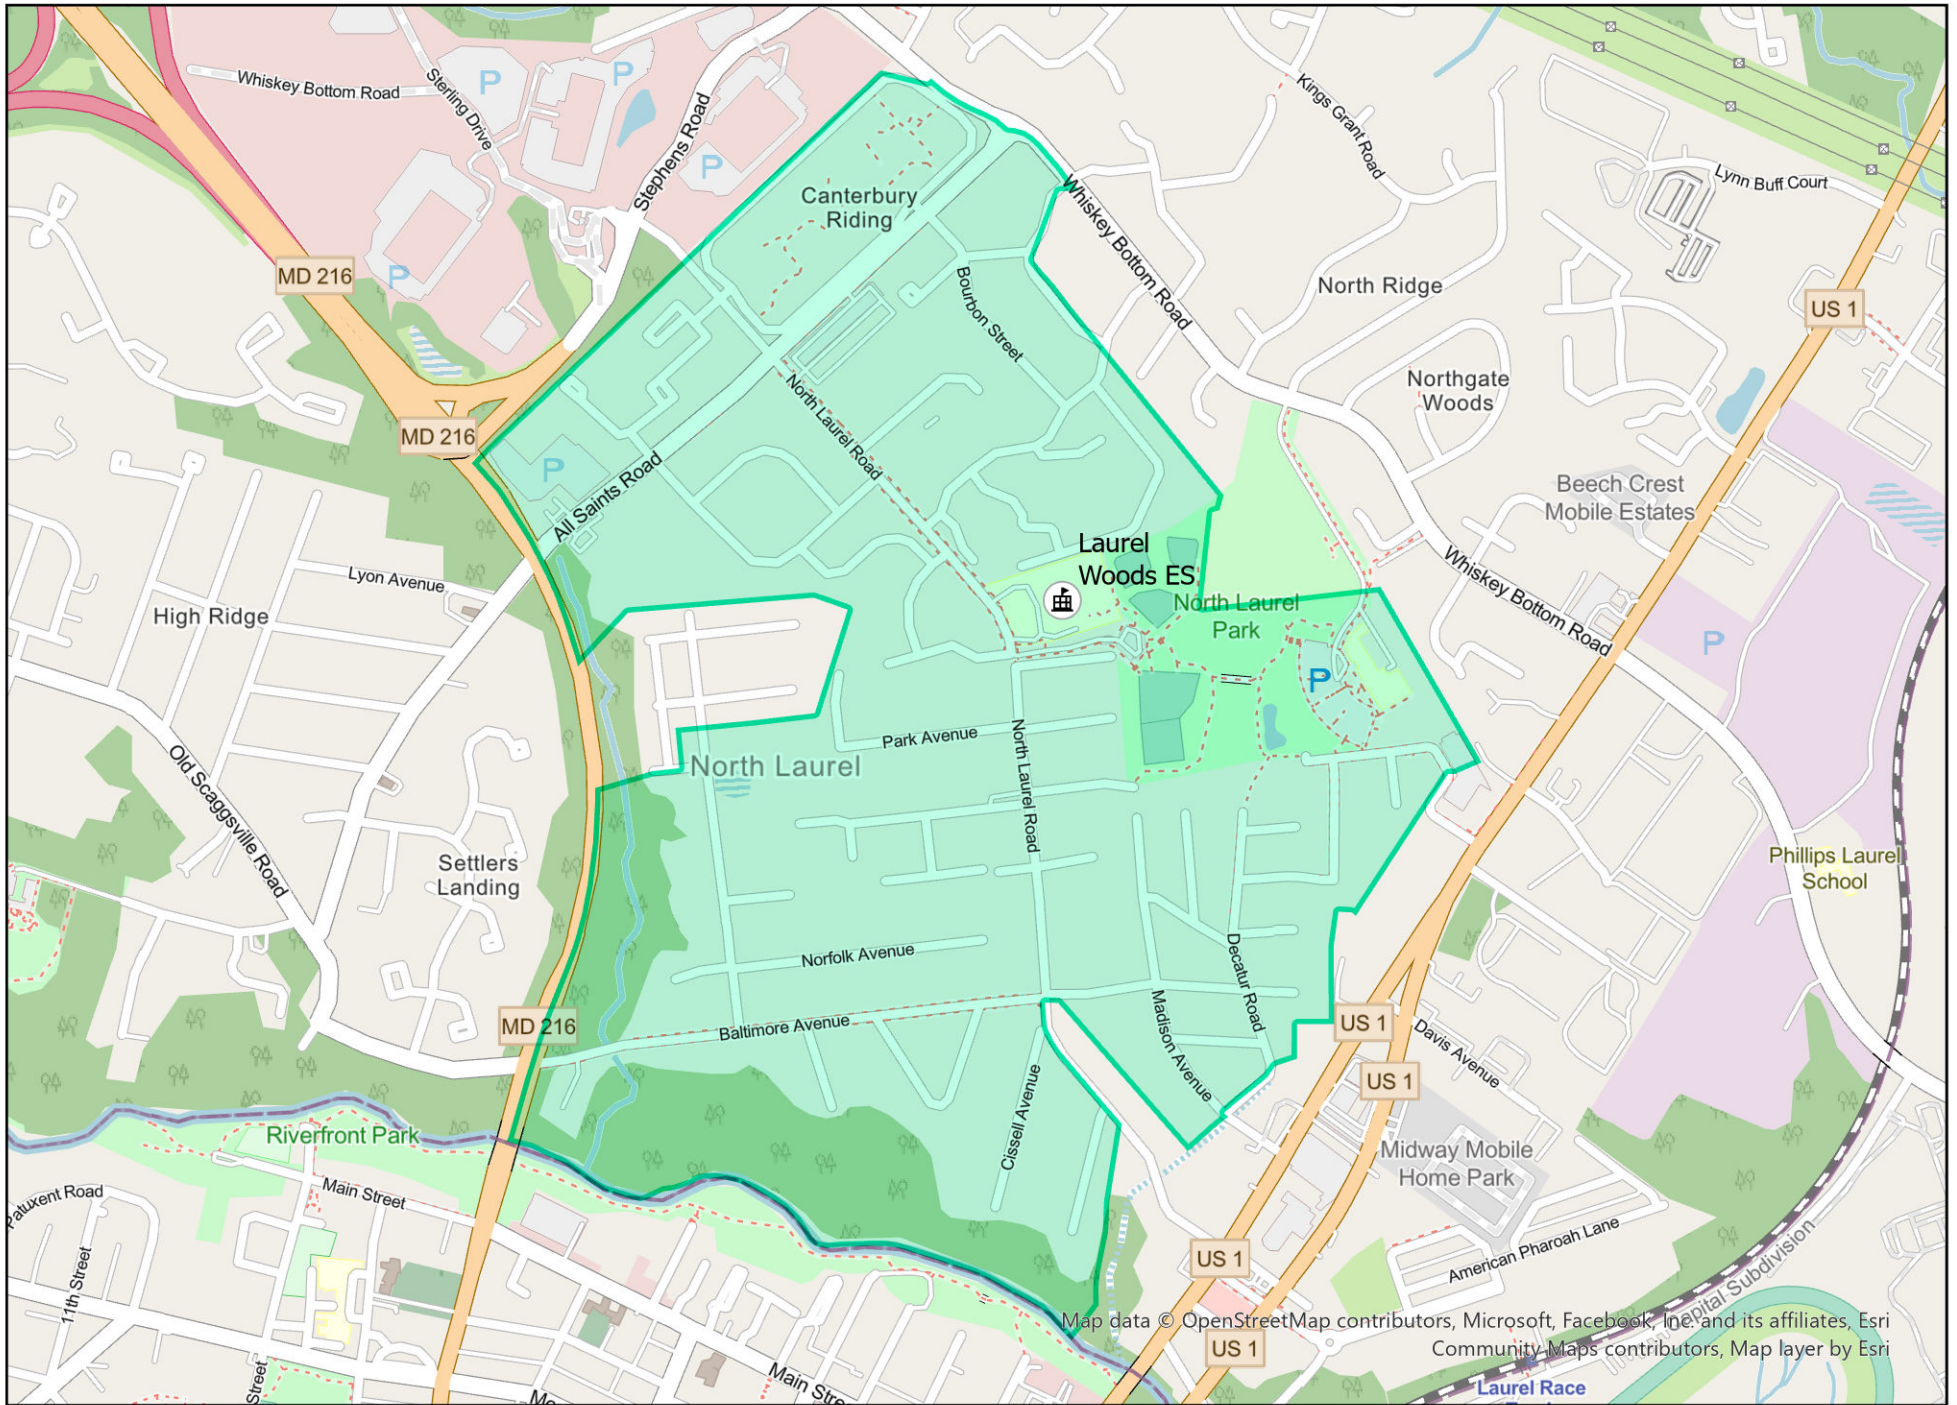 Whiskey Bottom Road
Sterling Drive
P
P
P
P
Stephens Road
Kings Grant Road
Lynn Buff Court
Canterbury
Riding
Whiskey Bottom Road
MD 216
North Ridge
US 1
Bourbon Street
North Laurel Road
Northgate
Woods
MD 216
P
All Saints Road
Beech Crest
Mobile Estates
Laurel
Woods ES
Lyon Avenue
High Ridge
North Laurel
Park
Whiskey Bottom Road
P
P
Old Scaggsville Road
North Laurel
Park Avenue
North Laurel Road
Settlers
Landing
Phillips Laurel
School
Norfolk Avenue
Decatur Road
Madison Avenue
MD 216
Baltimore Avenue
US 1
Davis Avenue
US 1
Cissell Avenue
Riverfront Park
Midway Mobile
Home Park
Main Street
Patuxent Road
11th Street
US 1
American Pharoah Lane
Capital Subdivision
Map data © OpenStreetMap contributors, Microsoft, Facebook, Inc. and its affiliates, Esri
Community Maps contributors, Map layer by Esri
US 1
Street
Main Stre
Mo
Laurel Race